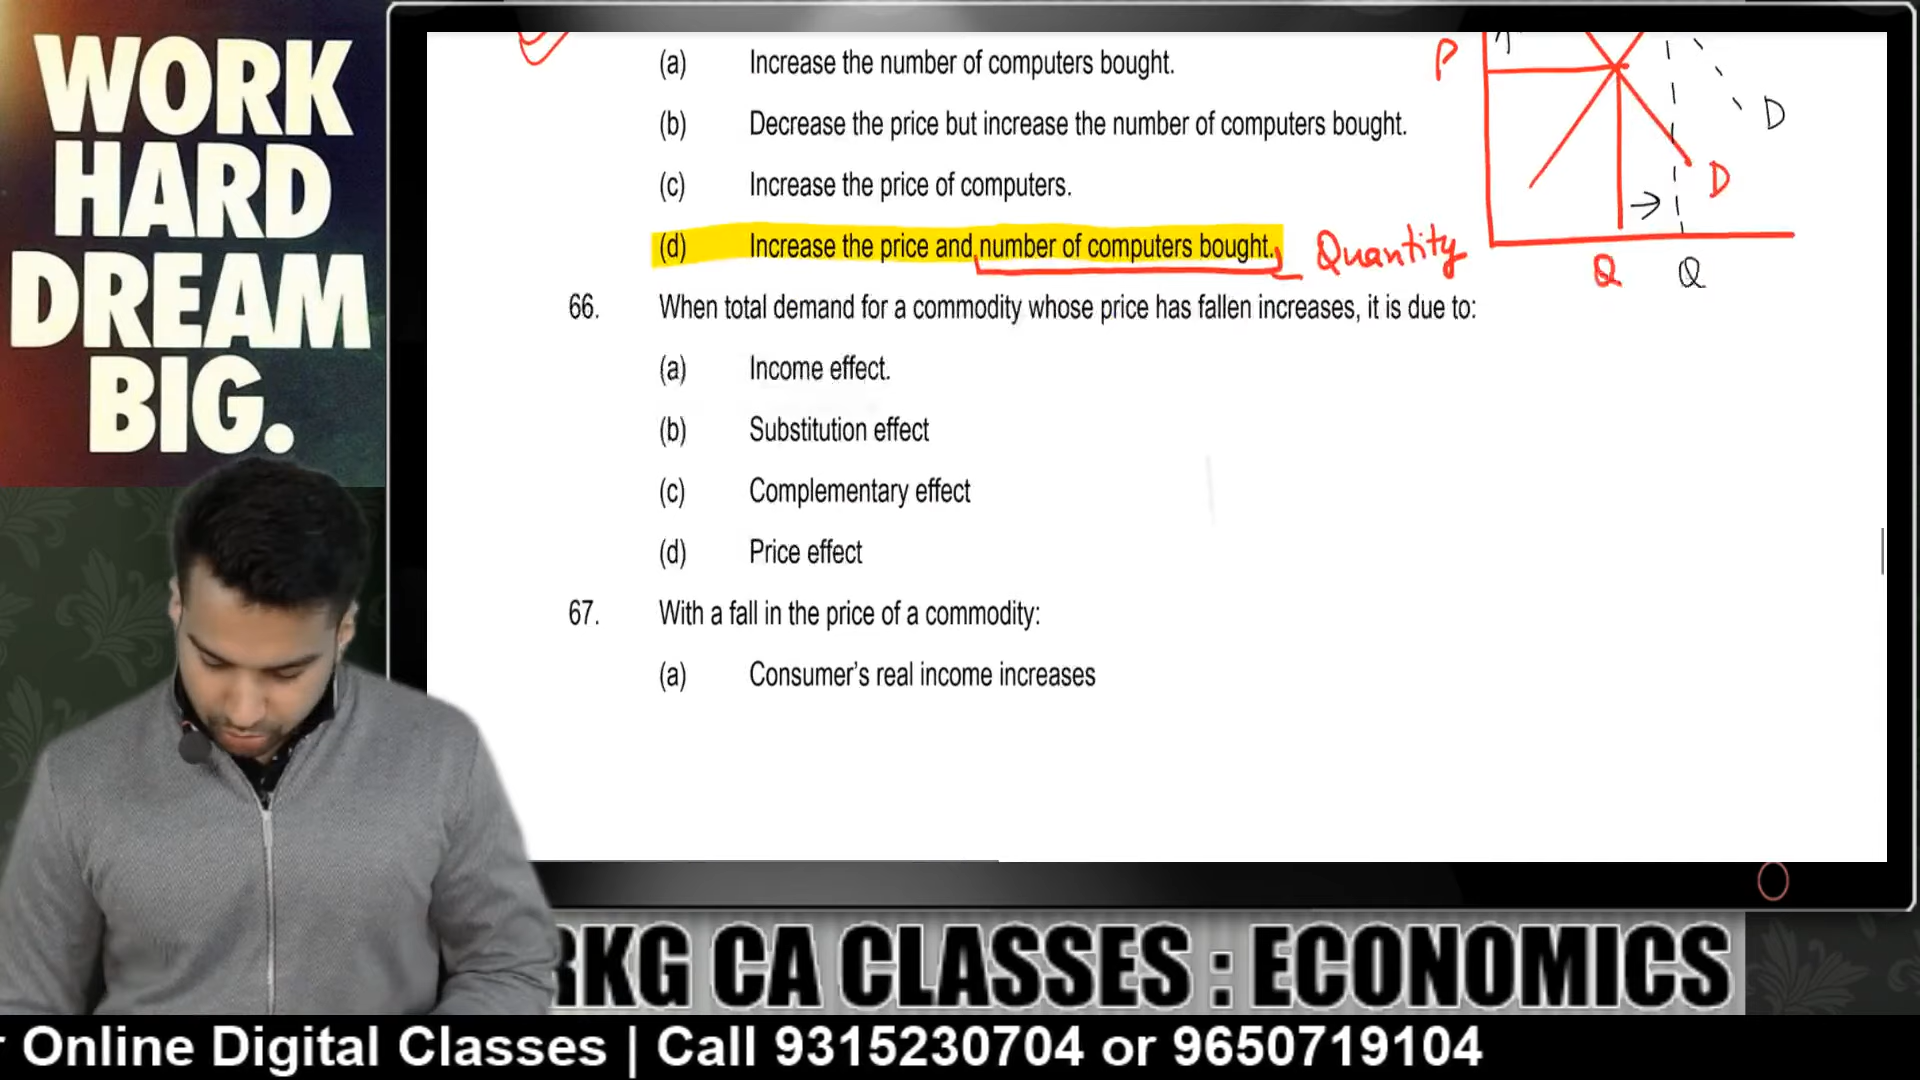 WORK
HARD
DREAM
BIG.
(a) Increase the number of computers bought.
(b) Decrease the price but increase the number of computers bought.
(c) Increase the price of computers.
(d) Increase the price and number of computers bought. Quantity
P
D
D
Q Q
66. When total demand for a commodity whose price has fallen increases, it is due to:
(a) Income effect.
(b) Substitution effect
(c) Complementary effect
(d) Price effect
67. With a fall in the price of a commodity:
(a) Consumer's real income increases
RKG CA CLASSES : ECONOMICS
Online Digital Classes | Call 9315230704 or 9650719104